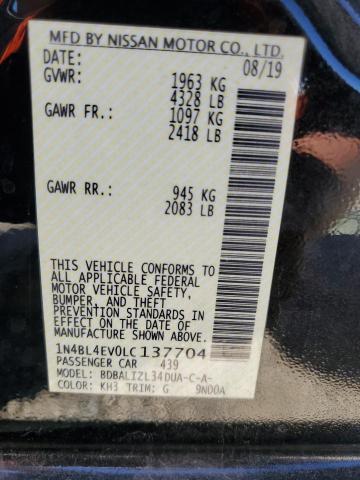 MFD BY NISSAN MOTOR CO., LTD.
DATE: 08/19
GVWR: 1963 KG
4328 LB
GAWR FR: 1097 KG
2418 LB
GAWR RR: 945 KG
2083 LB
THIS VEHICLE CONFORMS TO
ALL APPLICABLE FEDERAL
MOTOR VEHICLE SAFETY,
BUMPER, AND THEFT
PREVENTION STANDARDS
IN EFFECT ON THE DATE OF
MANUFACTURE SHOWN ABOVE.
1N4BL4EV0LC137704
PASSENGER CAR 439
MODEL: BDBALIZL34DUA-C-A-
COLOR: KH3 TRIM: G 9N00A